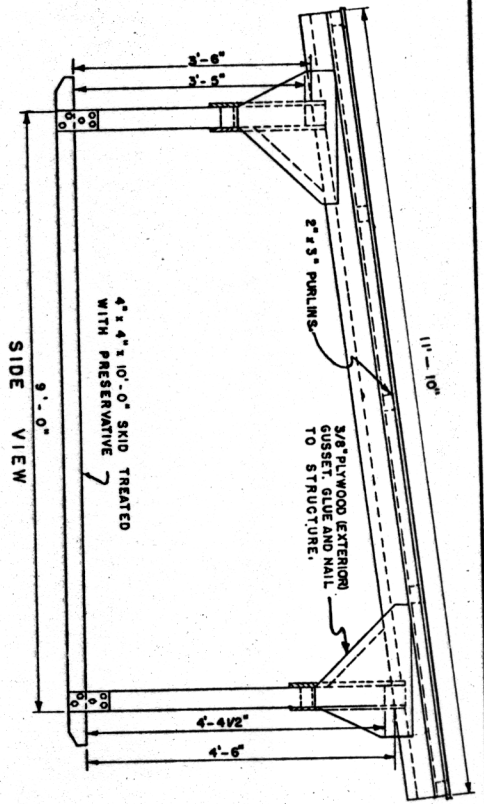 11'-10"
3'-6"
3'-5"
2" x 3" PURLINS
3/8" PLYWOOD (EXTERIOR)
GUSSET. GLUE AND NAIL
TO STRUCTURE.
4" x 4" x 10'-0" SKID TREATED
WITH PRESERVATIVE
4'-4 1/2"
4'-6"
9'-0"
SIDE VIEW